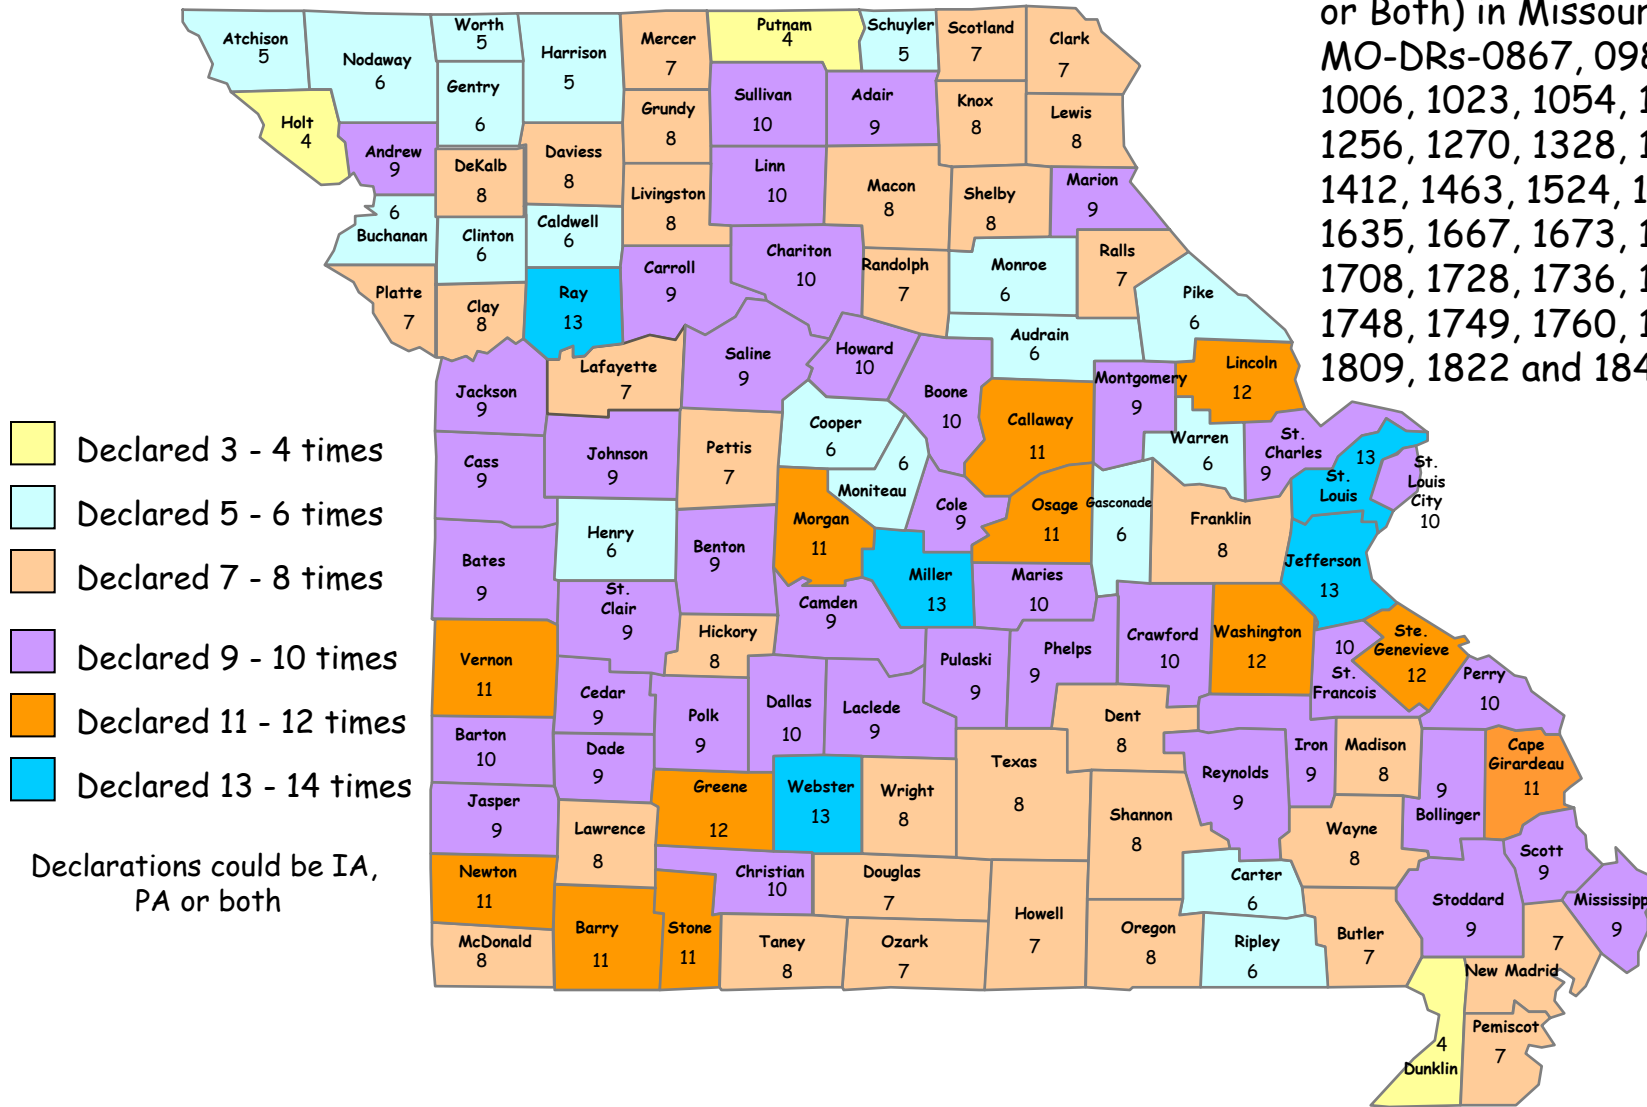 or Both) in Missour
MO-DRs-0867, 098
1006, 1023, 1054, 1
1256, 1270, 1328, 1
1412, 1463, 1524, 1
1635, 1667, 1673, 1
1708, 1728, 1736, 1
1748, 1749, 1760, 1
1809, 1822 and 184
Atchison
5
Nodaway
6
Worth
5
Gentry
6
Harrison
5
Mercer
7
Putnam
4
Schuyler
5
Scotland
7
Clark
7
Holt
4
Andrew
9
DeKalb
8
Daviess
8
Grundy
8
Sullivan
10
Adair
9
Knox
8
Lewis
8
Livingston
8
Linn
10
Macon
8
Shelby
8
Marion
9
6
Buchanan
Clinton
6
Caldwell
6
Carroll
9
Chariton
10
Randolph
7
Monroe
6
Ralls
7
Pike
6
Platte
7
Clay
8
Ray
13
Lafayette
7
Saline
9
Howard
10
Boone
10
Audrain
6
Montgomery
9
Lincoln
12
Jackson
9
Johnson
9
Pettis
7
Cooper
6
6
Moniteau
Callaway
11
Warren
6
St.
Charles
9
13
St.
Louis
St.
Louis
City
10
Cass
9
Henry
6
Benton
9
Morgan
11
Cole
9
Osage
11
Gasconade
6
Franklin
8
Jefferson
13
Bates
9
St.
Clair
9
Hickory
8
Camden
9
Miller
13
Maries
10
Pulaski
9
Phelps
9
Crawford
10
Washington
12
10
St.
Francois
Ste.
Genevieve
12
Perry
10
Vernon
11
Cedar
9
Polk
9
Dallas
10
Laclede
9
Dent
8
Barton
10
Dade
9
Greene
12
Webster
13
Wright
8
Texas
8
Shannon
8
Reynolds
9
Iron
9
Madison
8
9
Bollinger
Cape
Girardeau
11
Jasper
9
Lawrence
8
Christian
10
Douglas
7
Howell
7
Wayne
8
Carter
6
Scott
9
Stoddard
9
Mississipp
9
Newton
11
McDonald
8
Barry
11
Stone
11
Taney
8
Ozark
7
Oregon
8
Ripley
6
Butler
7
7
New Madrid
4
Dunklin
Pemiscot
7
Declared 3 - 4 times
Declared 5 - 6 times
Declared 7 - 8 times
Declared 9 - 10 times
Declared 11 - 12 times
Declared 13 - 14 times
Declarations could be IA,
PA or both